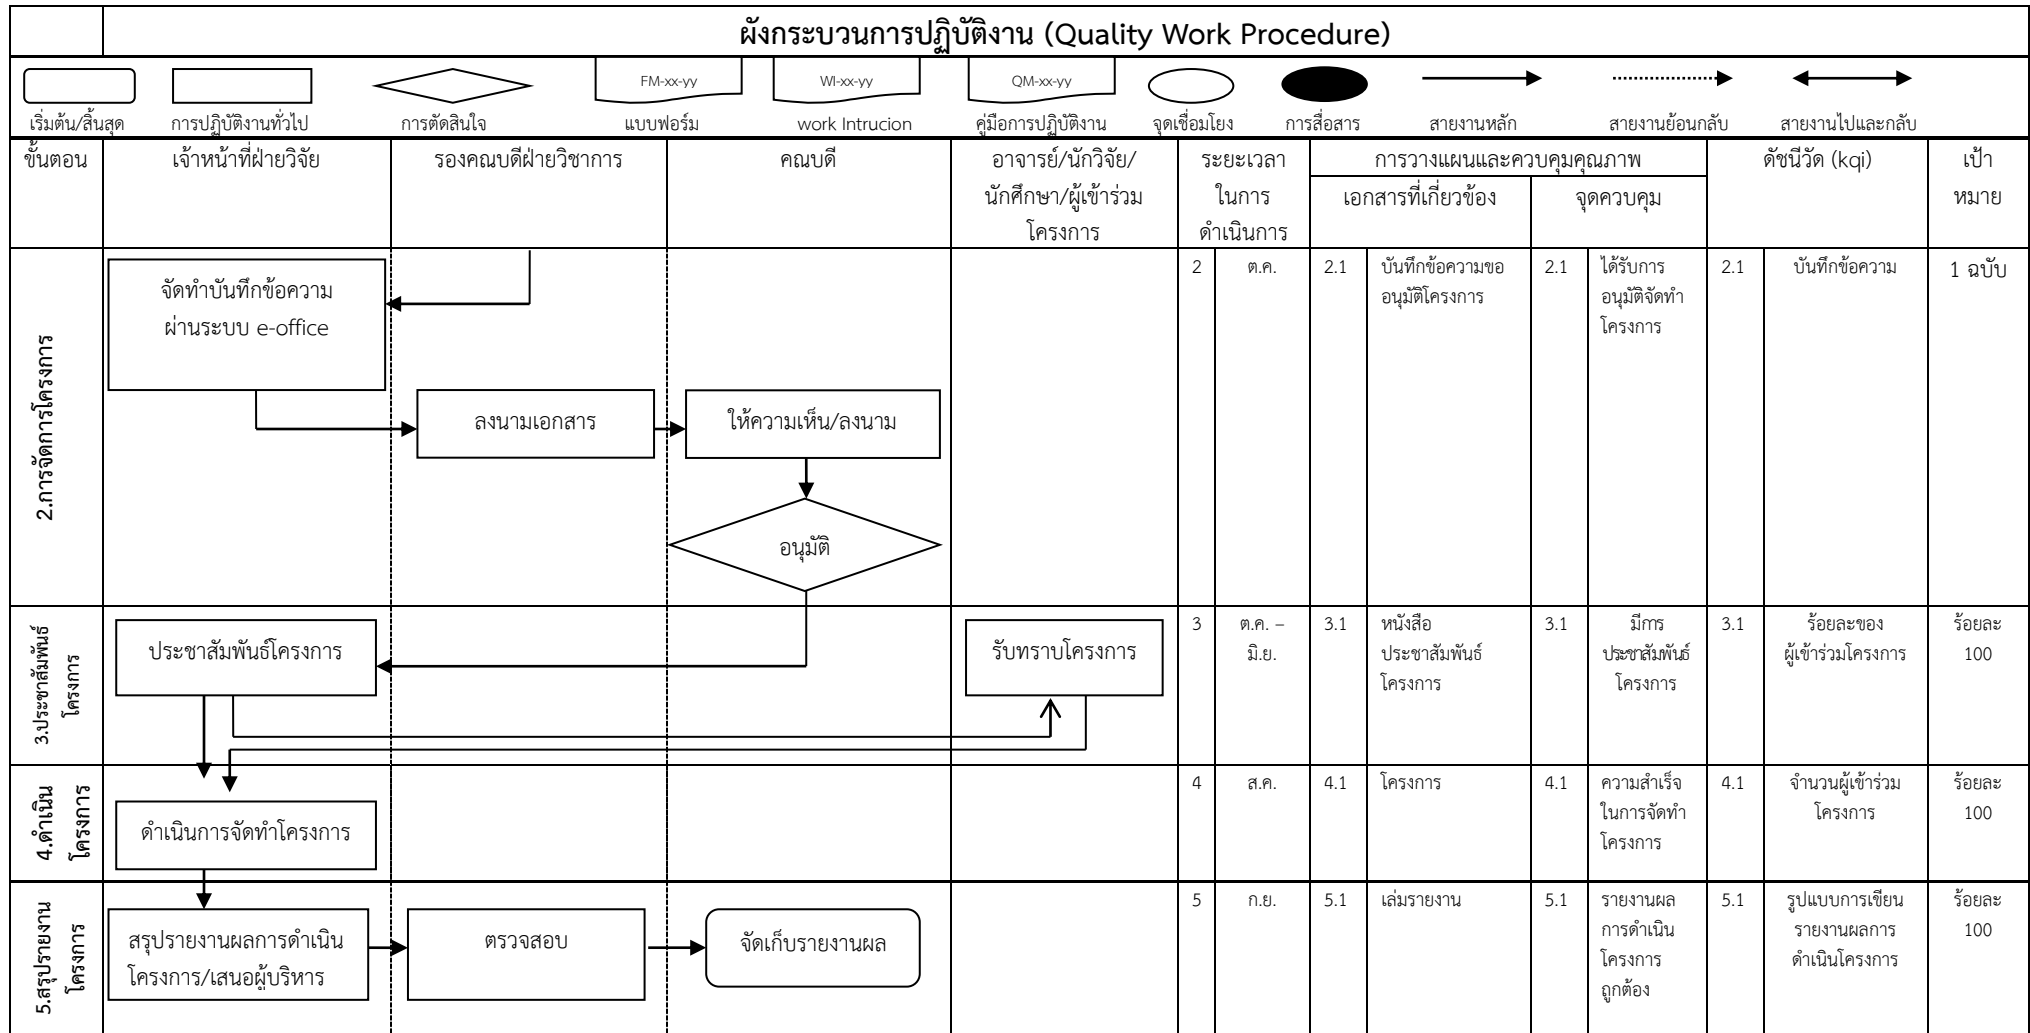 ผังกระบวนการปฏิบัติงาน (Quality Work Procedure)
FM-xx-yy
WI-xx-yy
QM-xx-yy
เริ่มต้น/สิ้นสุด
การปฏิบัติงานทั่วไป
การตัดสินใจ
แบบฟอร์ม
work Intrucion
คู่มือการปฏิบัติงาน
จุดเชื่อมโยง
การสื่อสาร
สายงานหลัก
สายงานย้อนกลับ
สายงานไปและกลับ
ขั้นตอน
เจ้าหน้าที่ฝ่ายวิจัย
รองคณบดีฝ่ายวิชาการ
คณบดี
อาจารย์/นักวิจัย/
นักศึกษา/ผู้เข้าร่วม
โครงการ
ระยะเวลา
ในการ
ดำเนินการ
การวางแผนและควบคุมคุณภาพ
เอกสารที่เกี่ยวข้อง
จุดควบคุม
ดัชนีวัด (kqi)
เป้า
หมาย
2.การจัดการโครงการ
จัดทำบันทึกข้อความ
ผ่านระบบ e-office
ลงนามเอกสาร
ให้ความเห็น/ลงนาม
อนุมัติ
2
ต.ค.
2.1
บันทึกข้อความขอ
อนุมัติโครงการ
2.1
ได้รับการ
อนุมัติจัดทำ
โครงการ
2.1
บันทึกข้อความ
1 ฉบับ
3.ประชาสัมพันธ์
โครงการ
ประชาสัมพันธ์โครงการ
รับทราบโครงการ
3
ต.ค. –
มิ.ย.
3.1
หนังสือ
ประชาสัมพันธ์
โครงการ
3.1
มีการ
ประชาสัมพันธ์
โครงการ
3.1
ร้อยละของ
ผู้เข้าร่วมโครงการ
ร้อยละ
100
4.ดำเนิน
โครงการ
ดำเนินการจัดทำโครงการ
4
ส.ค.
4.1
โครงการ
4.1
ความสำเร็จ
ในการจัดทำ
โครงการ
4.1
จำนวนผู้เข้าร่วม
โครงการ
ร้อยละ
100
5.สรุปรายงาน
โครงการ
สรุปรายงานผลการดำเนิน
โครงการ/เสนอผู้บริหาร
ตรวจสอบ
จัดเก็บรายงานผล
5
ก.ย.
5.1
เล่มรายงาน
5.1
รายงานผล
การดำเนิน
โครงการ
ถูกต้อง
5.1
รูปแบบการเขียน
รายงานผลการ
ดำเนินโครงการ
ร้อยละ
100